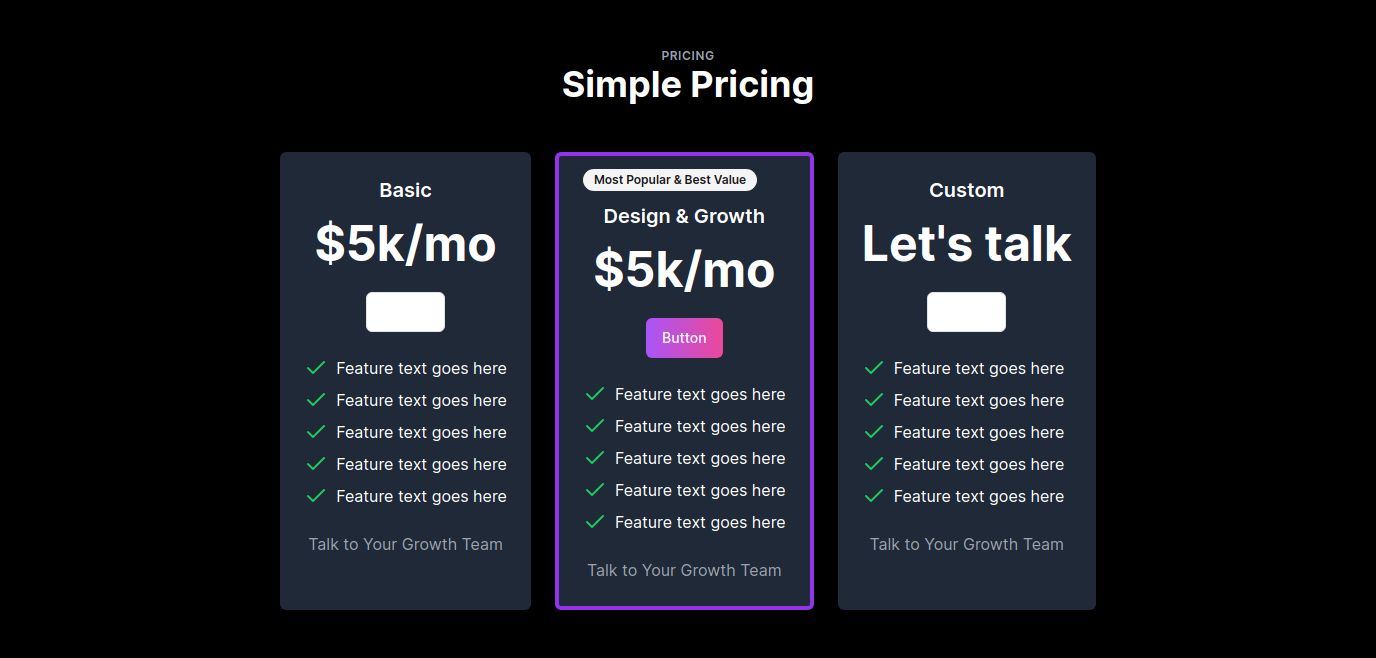 PRICING
Simple Pricing
Basic
$5k/mo
Feature text goes here
Feature text goes here
Feature text goes here
Feature text goes here
Feature text goes here
Talk to Your Growth Team
Most Popular & Best Value
Design & Growth
$5k/mo
Button
Feature text goes here
Feature text goes here
Feature text goes here
Feature text goes here
Feature text goes here
Talk to Your Growth Team
Custom
Let's talk
Feature text goes here
Feature text goes here
Feature text goes here
Feature text goes here
Feature text goes here
Talk to Your Growth Team